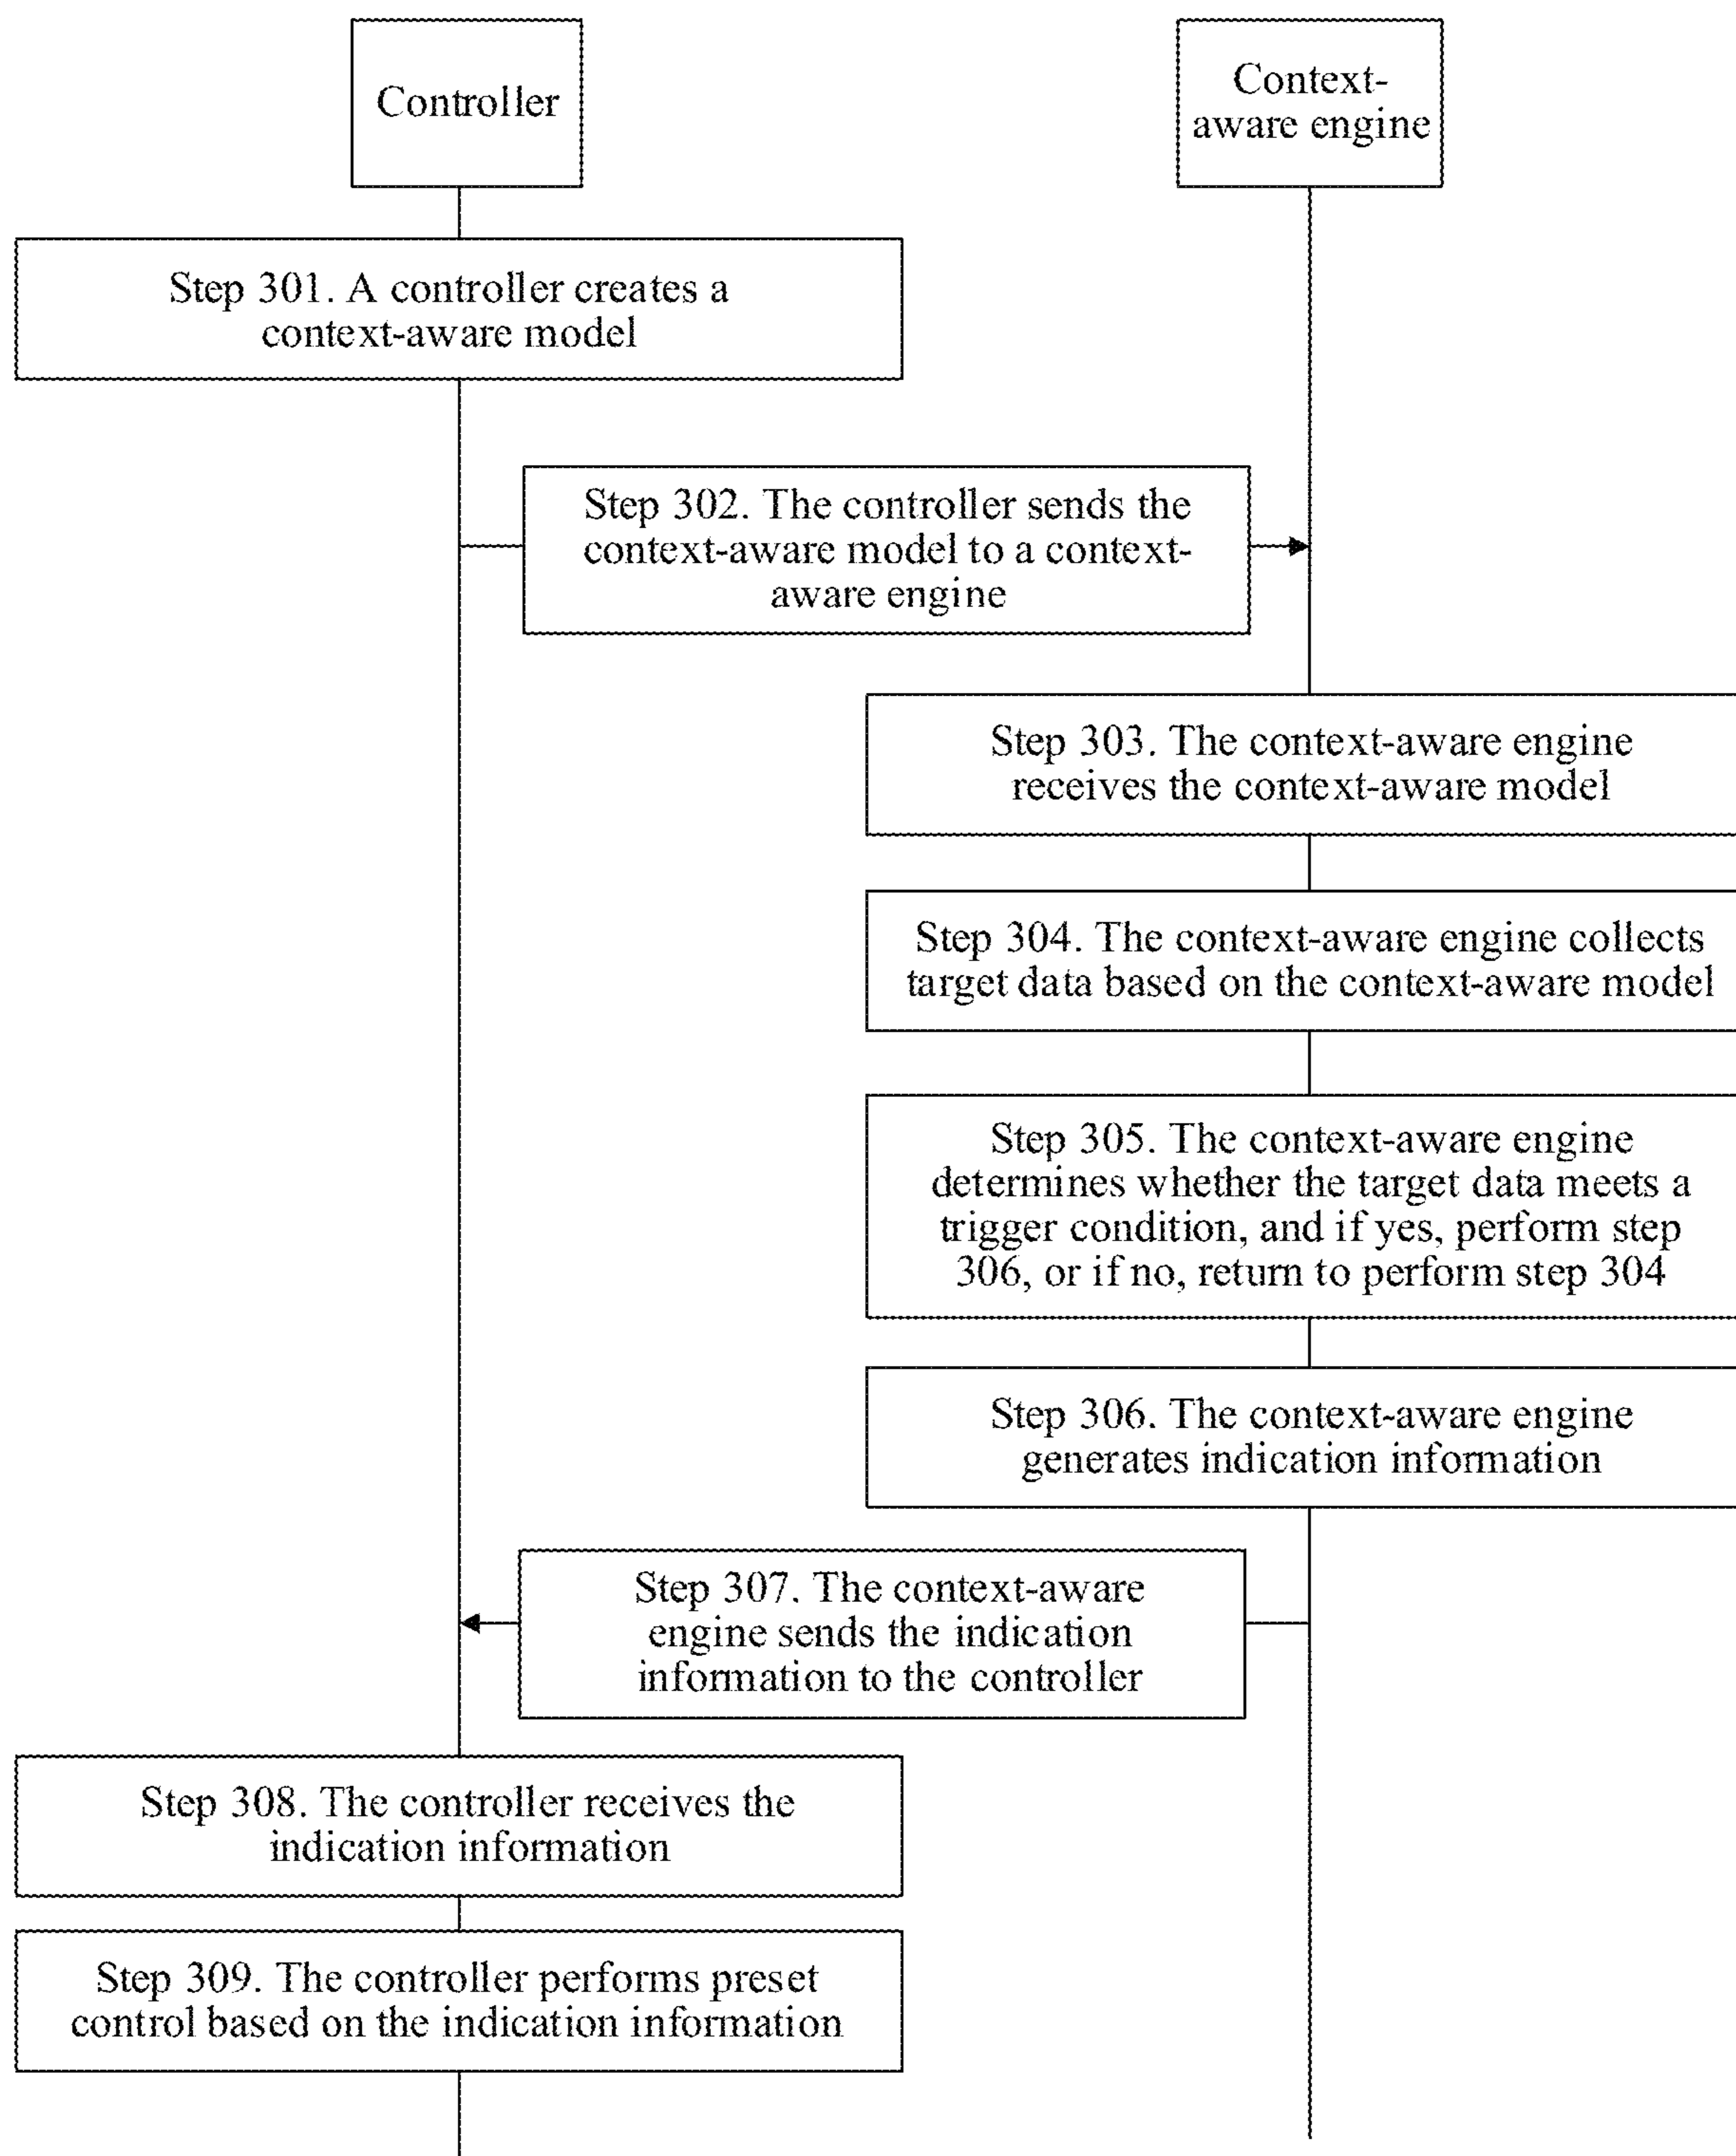 Controller
Context-
aware engine
Step 301. A controller creates a
context-aware model
Step 302. The controller sends the
context-aware model to a context-
aware engine
Step 303. The context-aware engine
receives the context-aware model
Step 304. The context-aware engine collects
target data based on the context-aware model
Step 305. The context-aware engine
determines whether the target data meets a
trigger condition, and if yes, perform step
306, or if no, return to perform step 304
Step 306. The context-aware engine
generates indication information
Step 307. The context-aware
engine sends the indication
information to the controller
Step 308. The controller receives the
indication information
Step 309. The controller performs preset
control based on the indication information